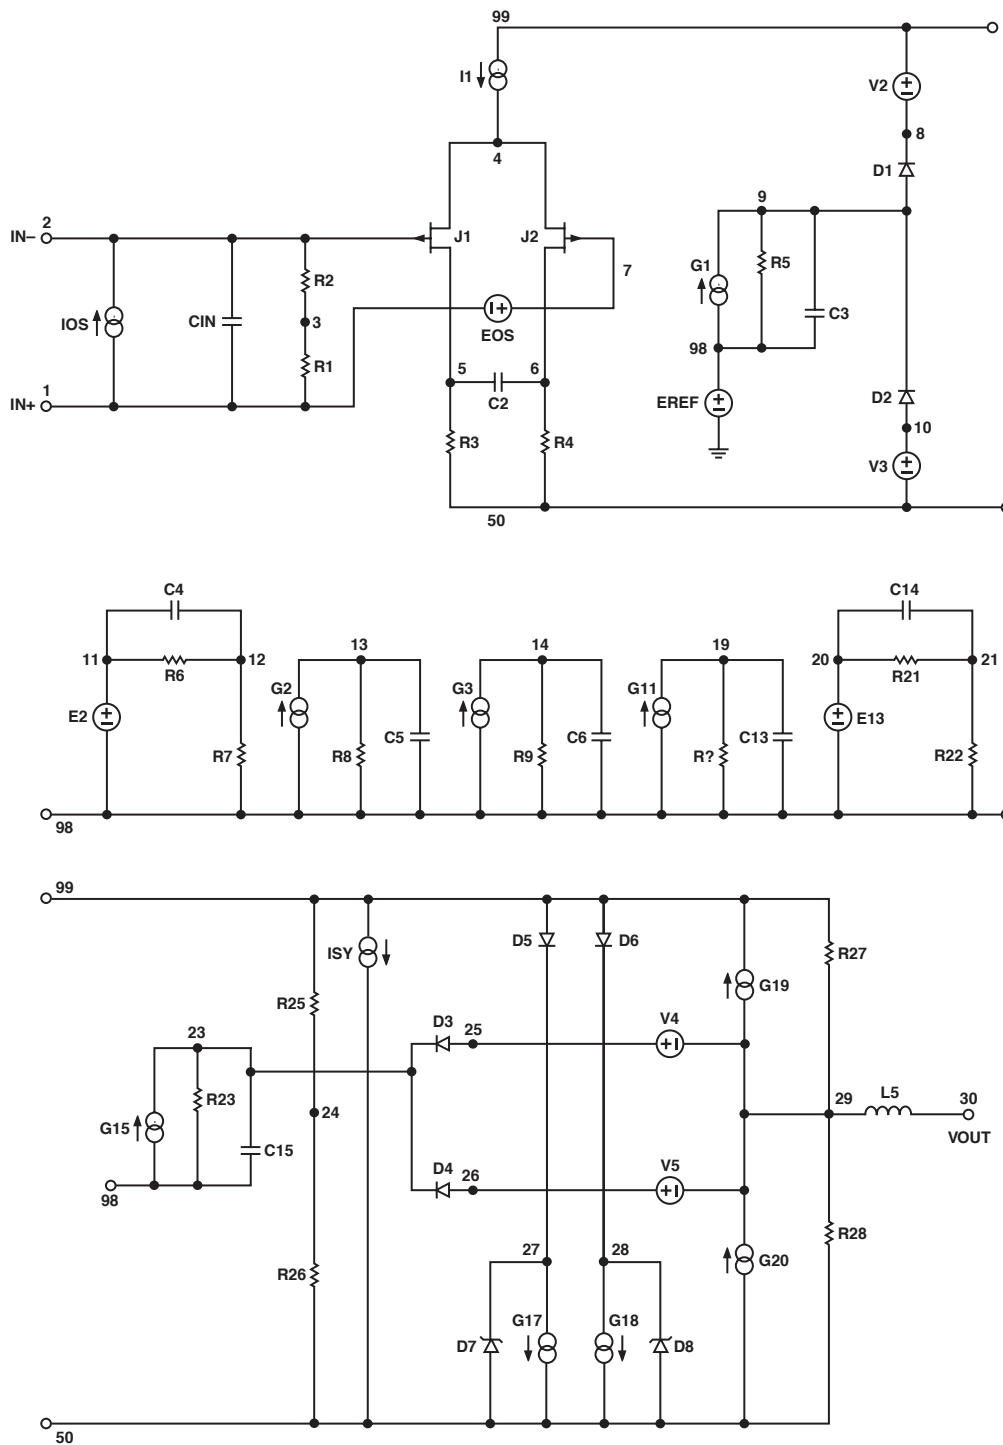 99
I1
V2
8
4
D1
9
2
IN–
J1
J2
R2
G1
R5
7
IOS
CIN
3
C3
EOS
R1
98
5
6
1
IN+
C2
EREF
D2
10
R3
R4
V3
50
C4
C14
13
14
19
11
12
20
21
R6
G2
G3
G11
R21
E2
E13
C5
C6
C13
R7
R8
R9
R?
R22
98
99
D5
D6
ISY
R27
G19
R25
D3
25
V4
23
R23
29
L5
30
G15
24
VOUT
C15
D4
26
V5
98
R28
27
28
G20
R26
G17
G18
D7
D8
50